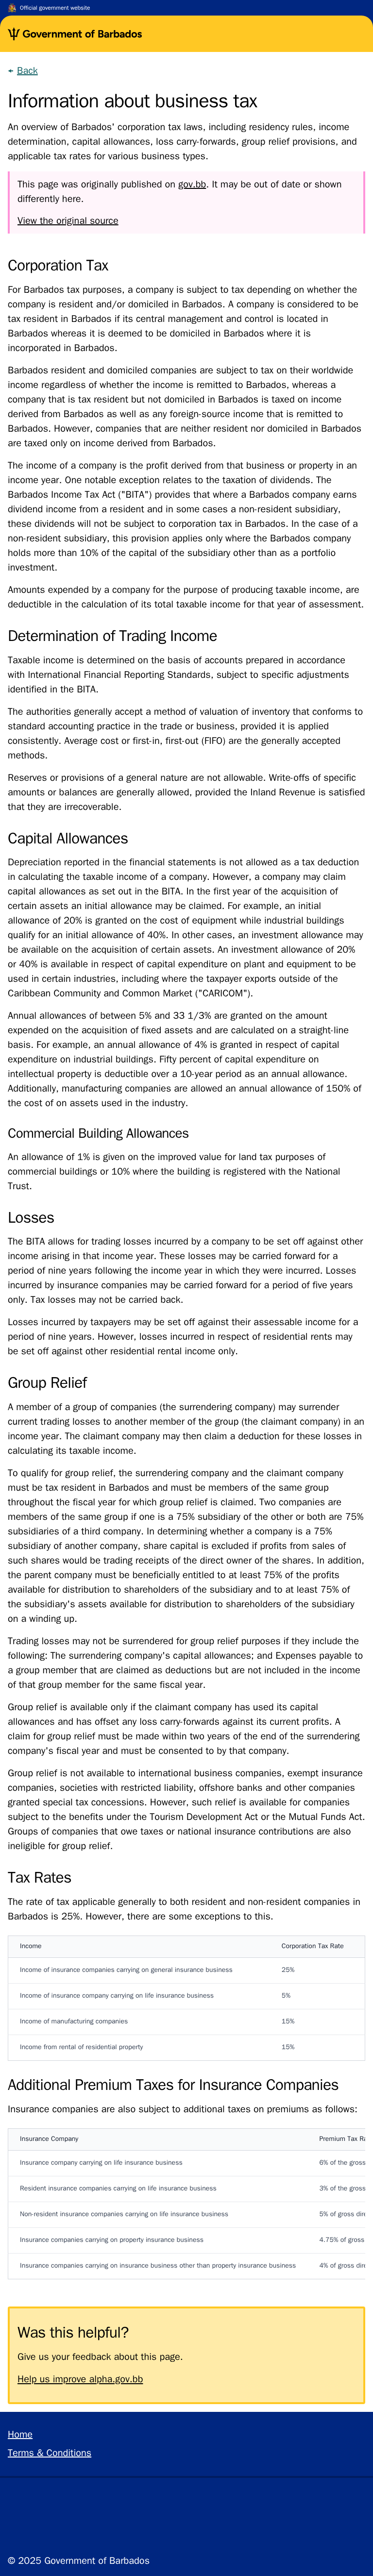 Official government website
Government of Barbados
Back
Information about business tax
An overview of Barbados' corporation tax laws, including residency rules, income
determination, capital allowances, loss carry-forwards, group relief provisions, and
applicable tax rates for various business types.
This page was originally published on gov.bb. It may be out of date or shown
differently here.
View the original source
Corporation Tax
For Barbados tax purposes, a company is subject to tax depending on whether the
company is resident and/or domiciled in Barbados. A company is considered to be
tax resident in Barbados if its central management and control is located in
Barbados whereas it is deemed to be domiciled in Barbados where it is
incorporated in Barbados.
Barbados resident and domiciled companies are subject to tax on their worldwide
income regardless of whether the income is remitted to Barbados, whereas a
company that is tax resident but not domiciled in Barbados is taxed on income
derived from Barbados as well as any foreign-source income that is remitted to
Barbados. However, companies that are neither resident nor domiciled in Barbados
are taxed only on income derived from Barbados.
The income of a company is the profit derived from that business or property in an
income year. One notable exception relates to the taxation of dividends. The
Barbados Income Tax Act ("BITA") provides that where a Barbados company earns
dividend income from a resident and in some cases a non-resident subsidiary,
these dividends will not be subject to corporation tax in Barbados. In the case of a
non-resident subsidiary, this provision applies only where the Barbados company
holds more than 10% of the capital of the subsidiary other than as a portfolio
investment.
Amounts expended by a company for the purpose of producing taxable income, are
deductible in the calculation of its total taxable income for that year of assessment.
Determination of Trading Income
Taxable income is determined on the basis of accounts prepared in accordance
with International Financial Reporting Standards, subject to specific adjustments
identified in the BITA.
The authorities generally accept a method of valuation of inventory that conforms to
standard accounting practice in the trade or business, provided it is applied
consistently. Average cost or first-in, first-out (FIFO) are the generally accepted
methods.
Reserves or provisions of a general nature are not allowable. Write-offs of specific
amounts or balances are generally allowed, provided the Inland Revenue is satisfied
that they are irrecoverable.
Capital Allowances
Depreciation reported in the financial statements is not allowed as a tax deduction
in calculating the taxable income of a company. However, a company may claim
capital allowances as set out in the BITA. In the first year of the acquisition of
certain assets an initial allowance may be claimed. For example, an initial
allowance of 20% is granted on the cost of equipment while industrial buildings
qualify for an initial allowance of 40%. In other cases, an investment allowance may
be available on the acquisition of certain assets. An investment allowance of 20%
or 40% is available in respect of capital expenditure on plant and equipment to be
used in certain industries, including where the taxpayer exports outside of the
Caribbean Community and Common Market ("CARICOM").
Annual allowances of between 5% and 33 1/3% are granted on the amount
expended on the acquisition of fixed assets and are calculated on a straight-line
basis. For example, an annual allowance of 4% is granted in respect of capital
expenditure on industrial buildings. Fifty percent of capital expenditure on
intellectual property is deductible over a 10-year period as an annual allowance.
Additionally, manufacturing companies are allowed an annual allowance of 150% of
the cost of on assets used in the industry.
Commercial Building Allowances
An allowance of 1% is given on the improved value for land tax purposes of
commercial buildings or 10% where the building is registered with the National
Trust.
Losses
The BITA allows for trading losses incurred by a company to be set off against other
income arising in that income year. These losses may be carried forward for a
period of nine years following the income year in which they were incurred. Losses
incurred by insurance companies may be carried forward for a period of five years
only. Tax losses may not be carried back.
Losses incurred by taxpayers may be set off against their assessable income for a
period of nine years. However, losses incurred in respect of residential rents may
be set off against other residential rental income only.
Group Relief
A member of a group of companies (the surrendering company) may surrender
current trading losses to another member of the group (the claimant company) in an
income year. The claimant company may then claim a deduction for these losses in
calculating its taxable income.
To qualify for group relief, the surrendering company and the claimant company
must be tax resident in Barbados and must be members of the same group
throughout the fiscal year for which group relief is claimed. Two companies are
members of the same group if one is a 75% subsidiary of the other or both are 75%
subsidiaries of a third company. In determining whether a company is a 75%
subsidiary of another company, share capital is excluded if profits from sales of
such shares would be trading receipts of the direct owner of the shares. In addition,
the parent company must be beneficially entitled to at least 75% of the profits
available for distribution to shareholders of the subsidiary and to at least 75% of
the subsidiary's assets available for distribution to shareholders of the subsidiary
on a winding up.
Trading losses may not be surrendered for group relief purposes if they include the
following: The surrendering company's capital allowances; and Expenses payable to
a group member that are claimed as deductions but are not included in the income
of that group member for the same fiscal year.
Group relief is available only if the claimant company has used its capital
allowances and has offset any loss carry-forwards against its current profits. A
claim for group relief must be made within two years of the end of the surrendering
company's fiscal year and must be consented to by that company.
Group relief is not available to international business companies, exempt insurance
companies, societies with restricted liability, offshore banks and other companies
granted special tax concessions. However, such relief is available for companies
subject to the benefits under the Tourism Development Act or the Mutual Funds Act.
Groups of companies that owe taxes or national insurance contributions are also
ineligible for group relief.
Tax Rates
The rate of tax applicable generally to both resident and non-resident companies in
Barbados is 25%. However, there are some exceptions to this.
Income Corporation Tax Rate
Income of insurance companies carrying on general insurance business 25%
Income of insurance company carrying on life insurance business 5%
Income of manufacturing companies 15%
Income from rental of residential property 15%
Additional Premium Taxes for Insurance Companies
Insurance companies are also subject to additional taxes on premiums as follows:
Insurance Company Premium Tax Ra
Insurance company carrying on life insurance business 6% of the gross
Resident insurance companies carrying on life insurance business 3% of the gross
Non-resident insurance companies carrying on life insurance business 5% of gross dire
Insurance companies carrying on property insurance business 4.75% of gross
Insurance companies carrying on insurance business other than property insurance business 4% of gross dire
Was this helpful?
Give us your feedback about this page.
Help us improve alpha.gov.bb
Home
Terms & Conditions
© 2025 Government of Barbados